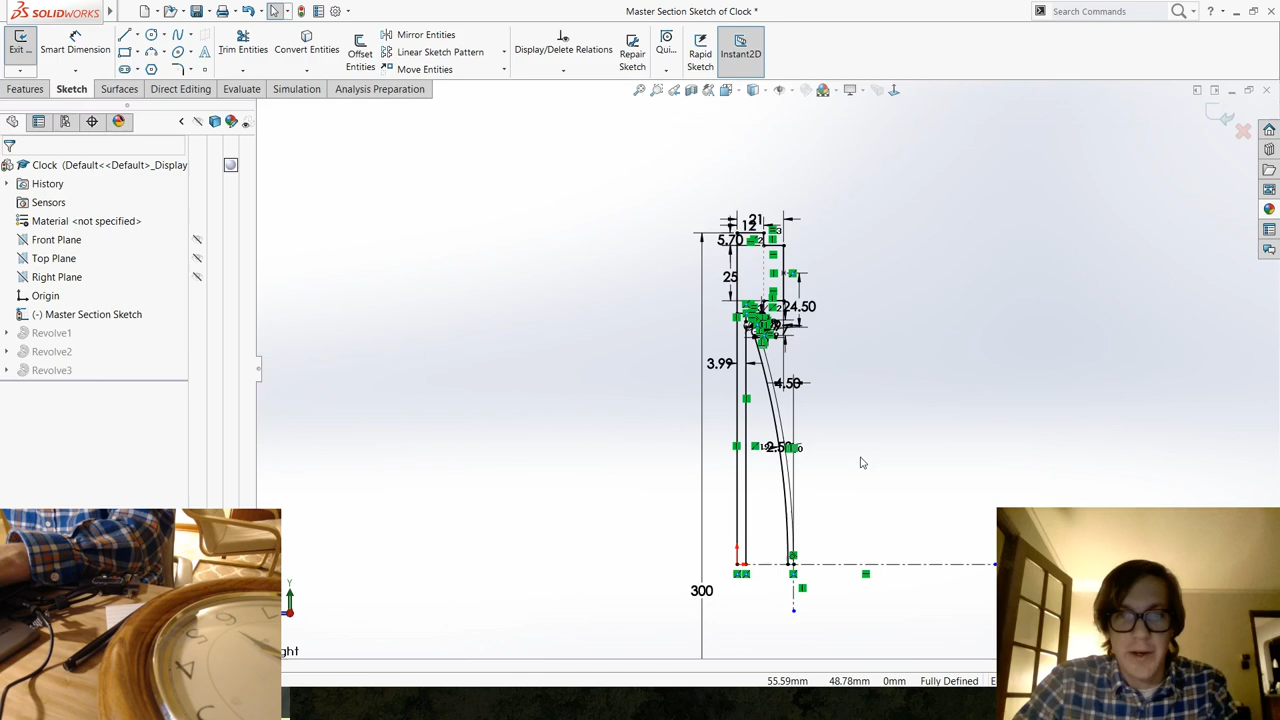 SOLIDWORKS
Master Section Sketch of Clock *
Search Commands
Exit ...
Smart Dimension
Trim Entities
Convert Entities
Offset Entities
Mirror Entities
Linear Sketch Pattern
Move Entities
Display/Delete Relations
Repair Sketch
Qui...
Rapid Sketch
Instant2D
Features
Sketch
Surfaces
Direct Editing
Evaluate
Simulation
Analysis Preparation
Clock (Default<<Default>_Display
History
Sensors
Material <not specified>
Front Plane
Top Plane
Right Plane
Origin
(-) Master Section Sketch
Revolve1
Revolve2
Revolve3
21
12
5.70
25
24.50
3.99
4.50
2.50
300
Y
ght
55.59mm
48.78mm
0mm
Fully Defined